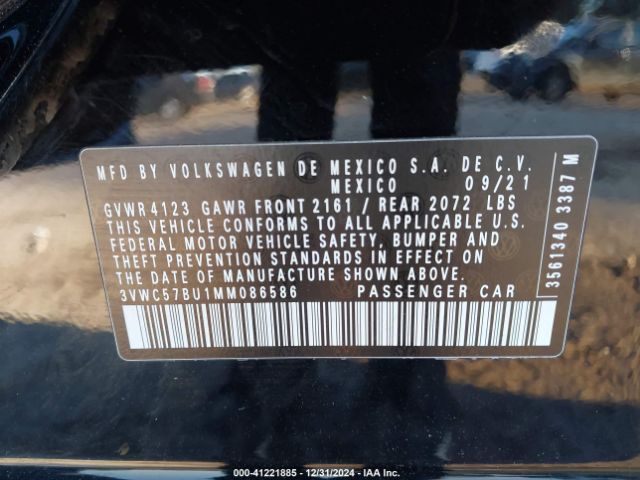 MFD BY VOLKSWAGEN DE MEXICO S.A. DE C.V.
MEXICO 09/21
GVWR 4123 GAWR FRONT 2161 / REAR 2072 LBS
THIS VEHICLE CONFORMS TO ALL APPLICABLE U.S.
FEDERAL MOTOR VEHICLE SAFETY, BUMPER AND
THEFT PREVENTION STANDARDS IN EFFECT ON
THE DATE OF MANUFACTURE SHOWN ABOVE.
3VWC57BU1MM086586 PASSENGER CAR
3561340 3387 M
000-41221885 - 12/31/2024 - IAA Inc.